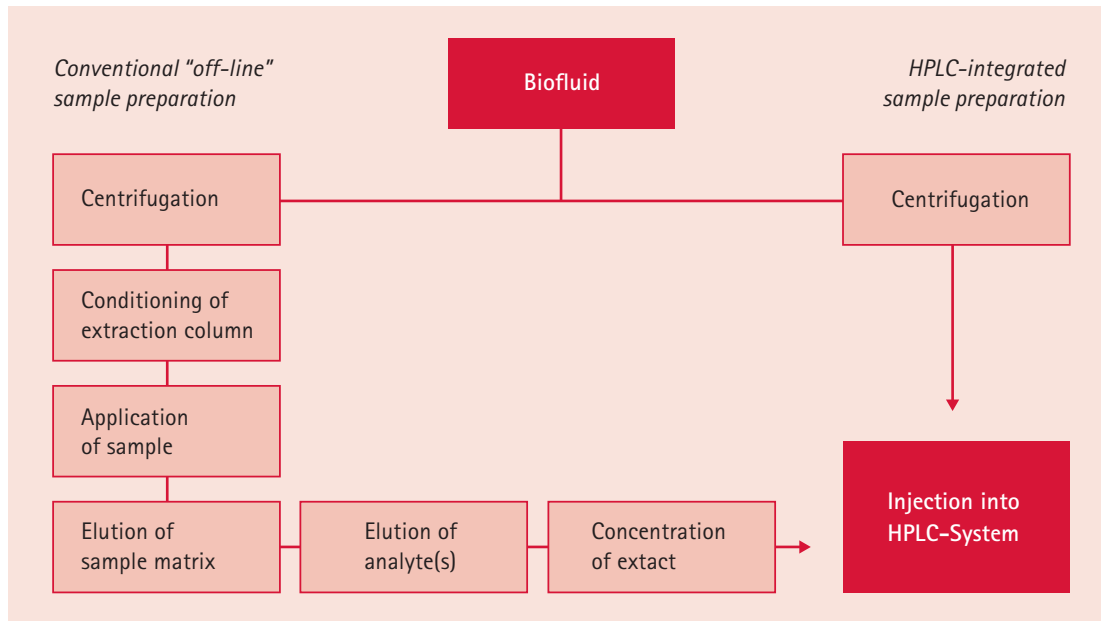 Conventional “off-line”
sample preparation
Biofluid
HPLC-integrated
sample preparation
Centrifugation
Centrifugation
Conditioning of
extraction column
Application
of sample
Elution of
sample matrix
Elution of
analyte(s)
Concentration
of extact
Injection into
HPLC-System